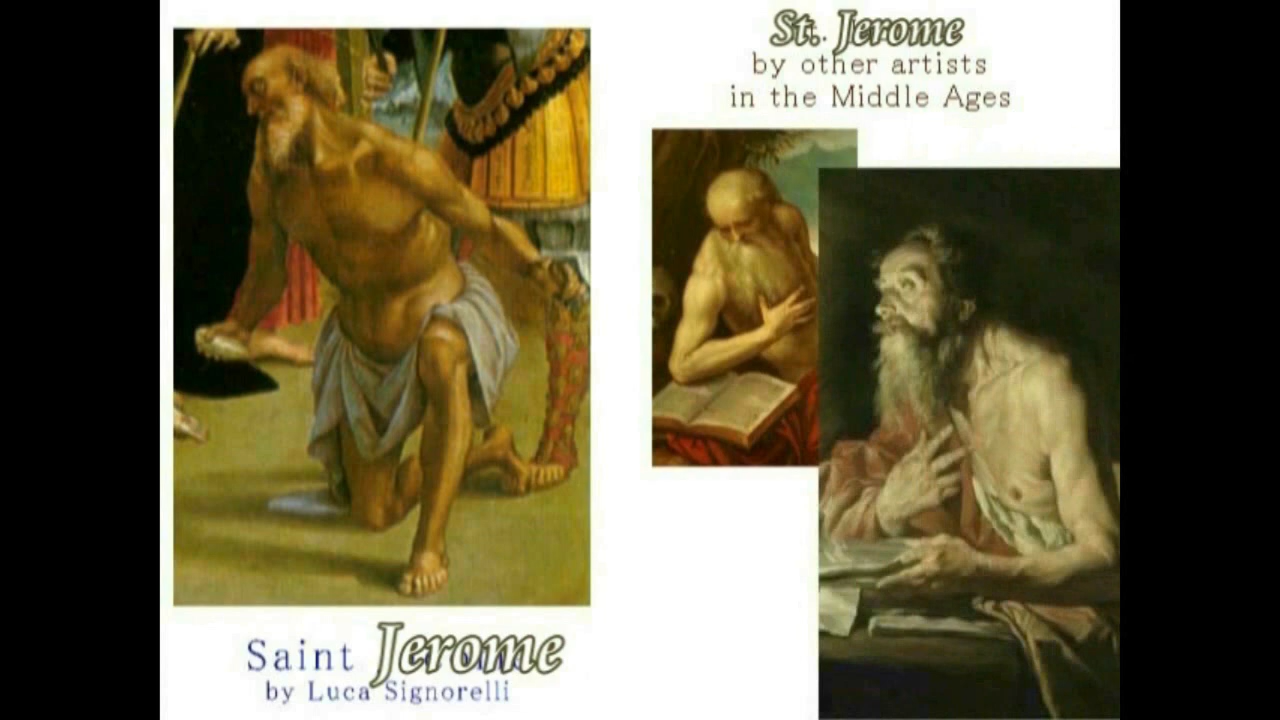 St. Jerome
by other artists
in the Middle Ages
Saint Jerome
by Luca Signorelli